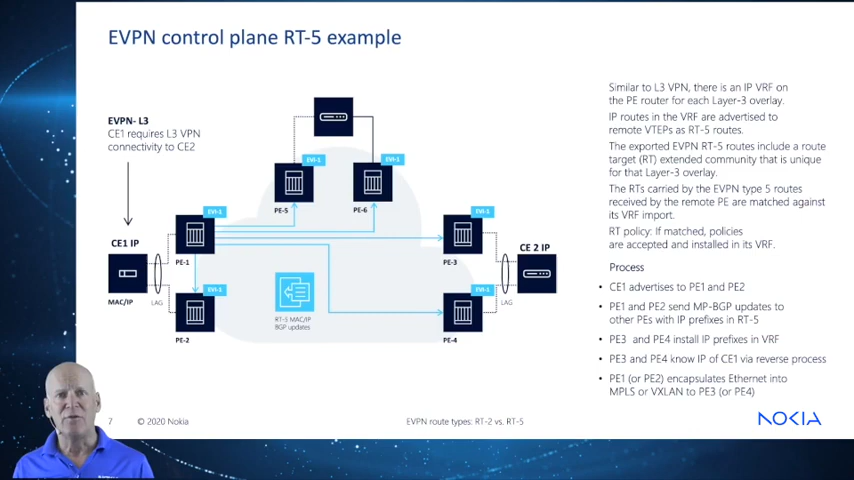 EVPN control plane RT-5 example
EVPN- L3
CE1 requires L3 VPN
connectivity to CE2
EVI-1
EVI-1
PE-5
PE-6
EVI-1
EVI-1
CE1 IP
PE-1
PE-3
CE 2 IP
MAC/IP
LAG
EVI-1
EVI-1
LAG
RT-5 MAC/IP
BGP updates
PE-2
PE-4
Similar to L3 VPN, there is an IP VRF on
the PE router for each Layer-3 overlay.
IP routes in the VRF are advertised to
remote VTEPs as RT-5 routes.
The exported EVPN RT-5 routes include a route
target (RT) extended community that is unique
for that Layer-3 overlay.
The RTs carried by the EVPN type 5 routes
received by the remote PE are matched against
its VRF import.
RT policy: If matched, policies
are accepted and installed in its VRF.
Process
• CE1 advertises to PE1 and PE2
• PE1 and PE2 send MP-BGP updates to
other PEs with IP prefixes in RT-5
• PE3 and PE4 install IP prefixes in VRF
• PE3 and PE4 know IP of CE1 via reverse process
• PE1 (or PE2) encapsulates Ethernet into
MPLS or VXLAN to PE3 (or PE4)
7 © 2020 Nokia
EVPN route types: RT-2 vs. RT-5
NOKIA